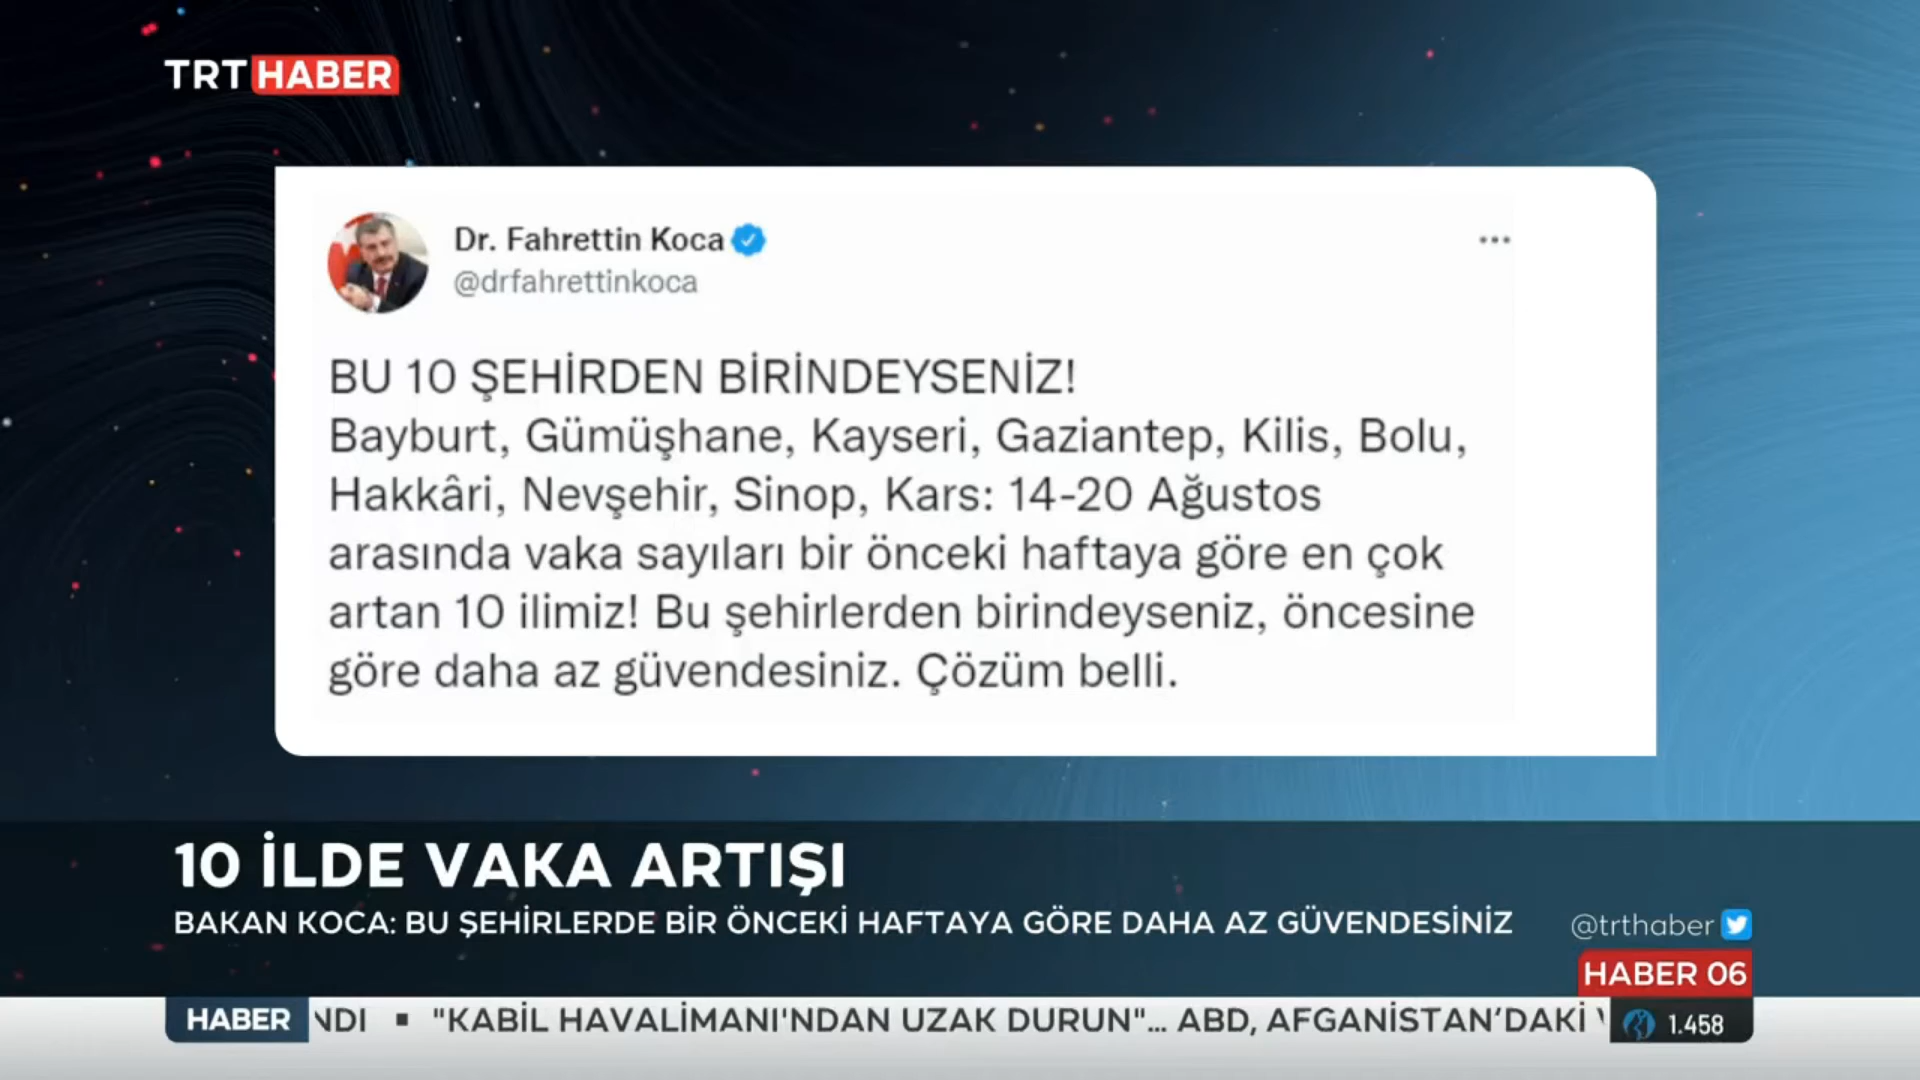 TRT HABER
Dr. Fahrettin Koca
@drfahrettinkoca
BU 10 ŞEHİRDEN BİRİNDEYSENİZ!
Bayburt, Gümüşhane, Kayseri, Gaziantep, Kilis, Bolu,
Hakkâri, Nevşehir, Sinop, Kars: 14-20 Ağustos
arasında vaka sayıları bir önceki haftaya göre en çok
artan 10 ilimiz! Bu şehirlerden birindeyseniz, öncesine
göre daha az güvendesiniz. Çözüm belli.
10 İLDE VAKA ARTIŞI
BAKAN KOCA: BU ŞEHİRLERDE BİR ÖNCEKİ HAFTAYA GÖRE DAHA AZ GÜVENDESİNİZ
@trthaber
HABER 06
HABER NDI ▪ "KABİL HAVALİMANI'NDAN UZAK DURUN"... ABD, AFGANİSTAN'DAKİ
1.458